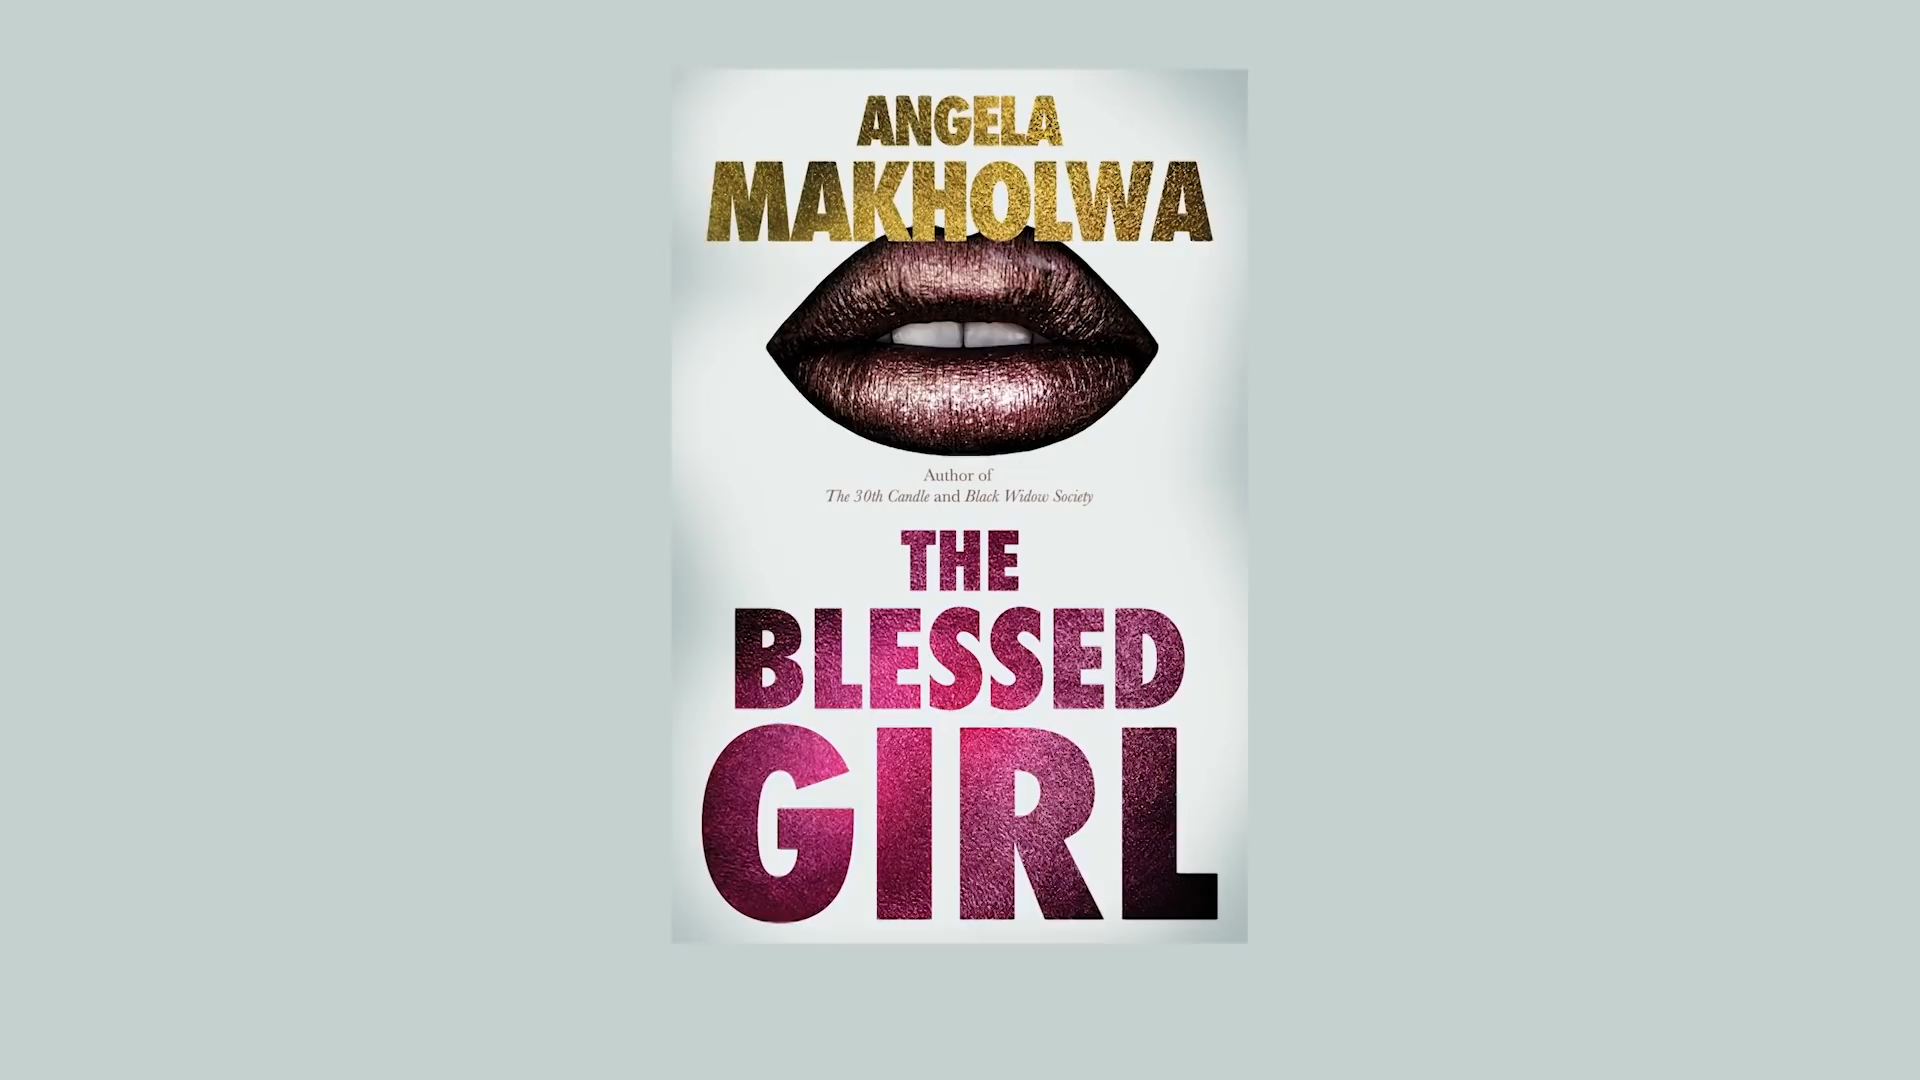 ANGELA
MAKHOLWA
Author of
The 30th Candle and Black Widow Society
THE
BLESSED
GIRL